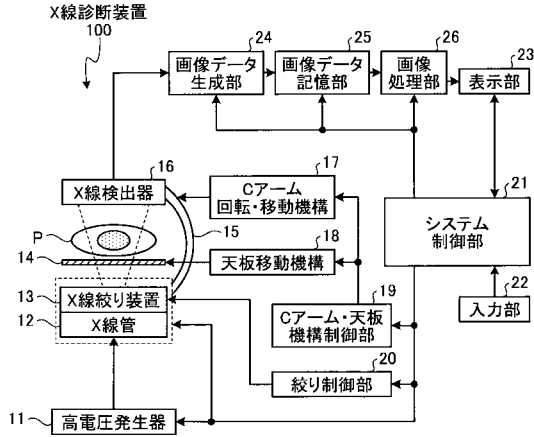 X線診断装置
100
24
画像データ
生成部
25
画像データ
記憶部
26
画像
処理部
23
表示部
16
X線検出器
17
Cアーム
回転・移動機構
21
システム
制御部
P
15
14
18
天板移動機構
13
X線絞り装置
12
X線管
19
Cアーム・天板
機構制御部
22
入力部
20
絞り制御部
11
高電圧発生器